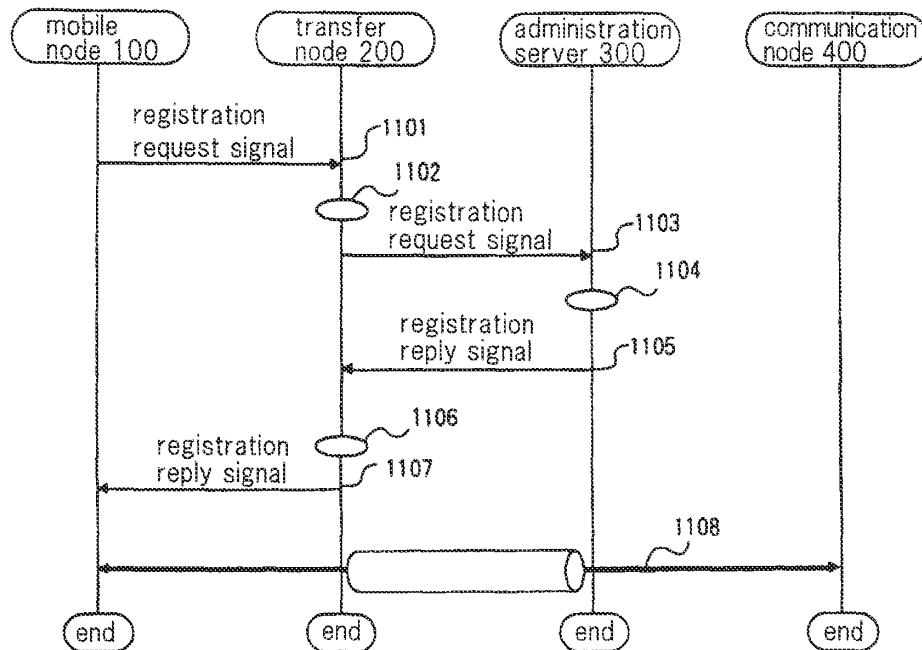 mobile
node 100
transfer
node 200
administration
server 300
communication
node 400
registration
request signal
1101
1102
registration
request signal
1103
1104
registration
reply signal
1105
1106
registration
reply signal
1107
1108
end
end
end
end